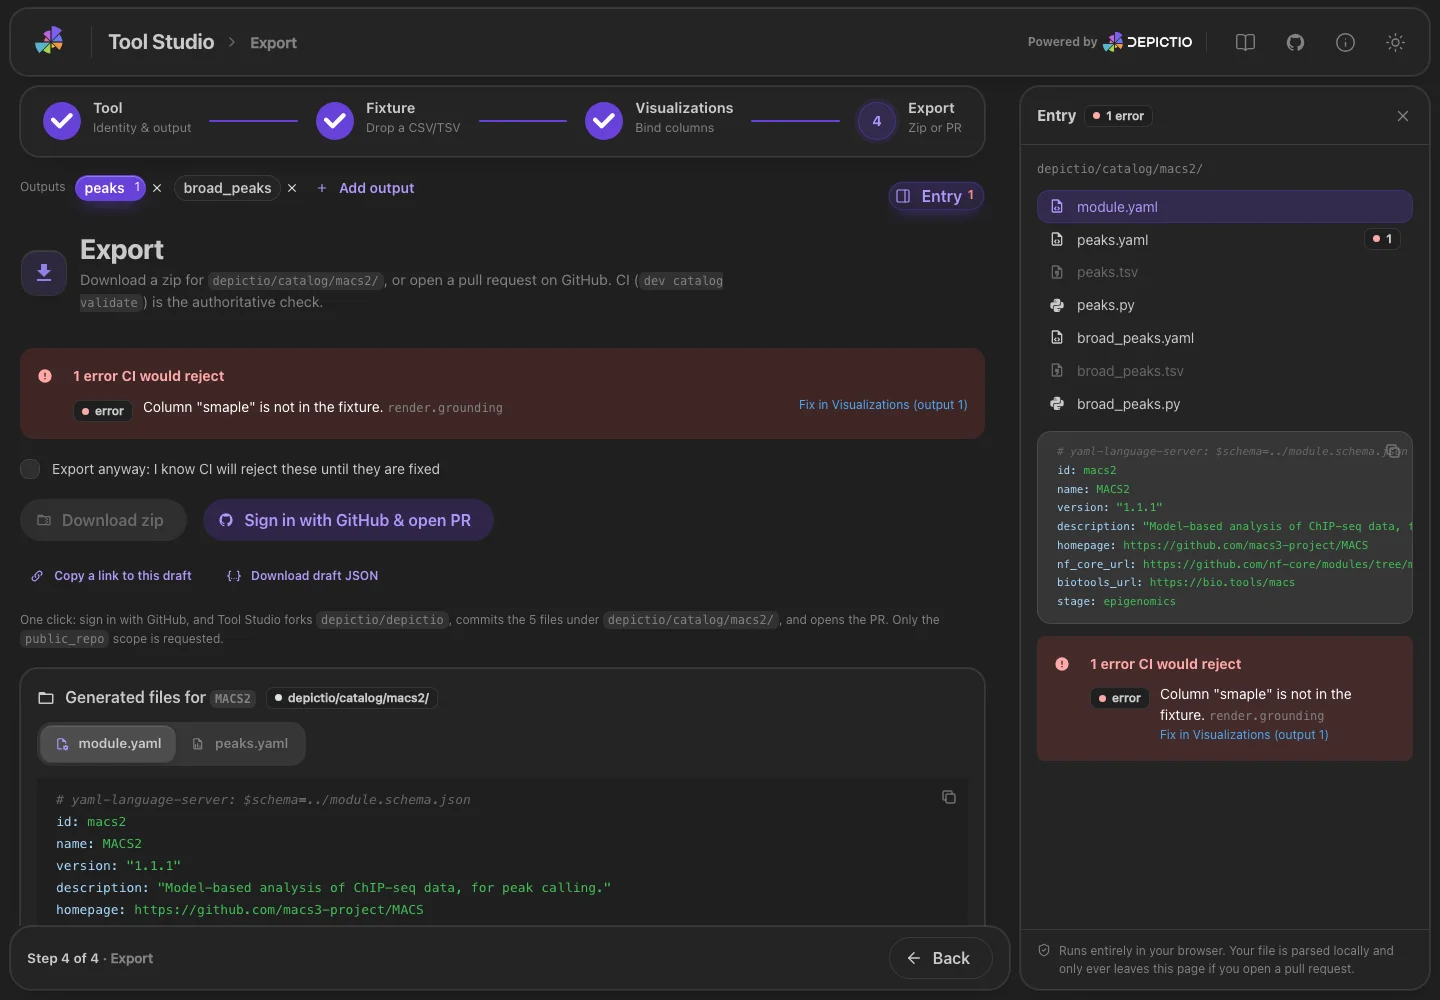 Tool Studio > Export
Powered by DEPICTIO
Tool
Identity & output
Fixture
Drop a CSV/TSV
Visualizations
Bind columns
4
Export
Zip or PR
Outputs peaks 1 × broad_peaks × + Add output
Entry 1
Export
Download a zip for depictio/catalog/macs2/, or open a pull request on GitHub. CI (dev catalog
validate) is the authoritative check.
1 error CI would reject
error Column "smaple" is not in the fixture. render.grounding
Fix in Visualizations (output 1)
Export anyway: I know CI will reject these until they are fixed
Download zip
Sign in with GitHub & open PR
Copy a link to this draft
Download draft JSON
One click: sign in with GitHub, and Tool Studio forks depictio/depictio, commits the 5 files under depictio/catalog/macs2/, and opens the PR. Only the
public_repo scope is requested.
Generated files for MACS2 depictio/catalog/macs2/
module.yaml
peaks.yaml
# yaml-language-server: $schema=../module.schema.json
id: macs2
name: MACS2
version: "1.1.1"
description: "Model-based analysis of ChIP-seq data, for peak calling."
homepage: https://github.com/macs3-project/MACS
Step 4 of 4 · Export
Back
Entry 1 error
depictio/catalog/macs2/
module.yaml
peaks.yaml 1
peaks.tsv
peaks.py
broad_peaks.yaml
broad_peaks.tsv
broad_peaks.py
# yaml-language-server: $schema=../module.schema.json
id: macs2
name: MACS2
version: "1.1.1"
description: "Model-based analysis of ChIP-seq data, f
homepage: https://github.com/macs3-project/MACS
nf_core_url: https://github.com/nf-core/modules/tree/m
biotools_url: https://bio.tools/macs
stage: epigenomics
1 error CI would reject
error Column "smaple" is not in the
fixture. render.grounding
Fix in Visualizations (output 1)
Runs entirely in your browser. Your file is parsed locally and
only ever leaves this page if you open a pull request.